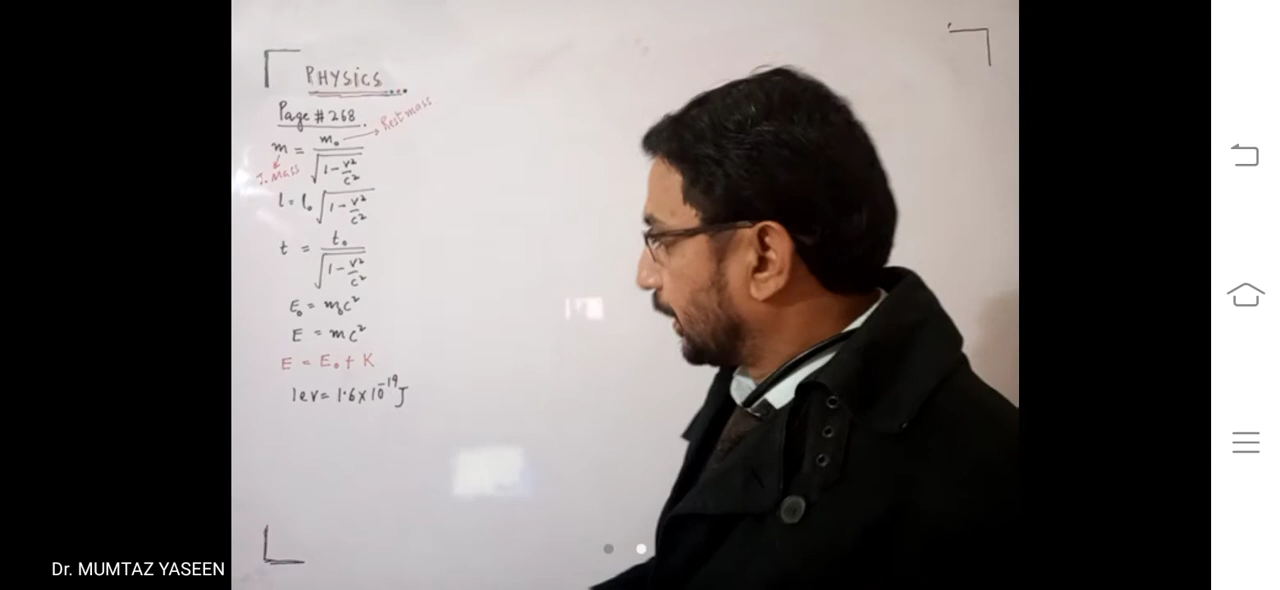 PHYSICS
Page # 268.
m = m₀ / √(1 - v²/c²) → Rest mass
T. Mass
l = l₀ √(1 - v²/c²)
t = t₀ / √(1 - v²/c²)
E₀ = m₀c²
E = mc²
E = E₀ + K
1ev = 1.6 x 10⁻¹⁹ J
Dr. MUMTAZ YASEEN